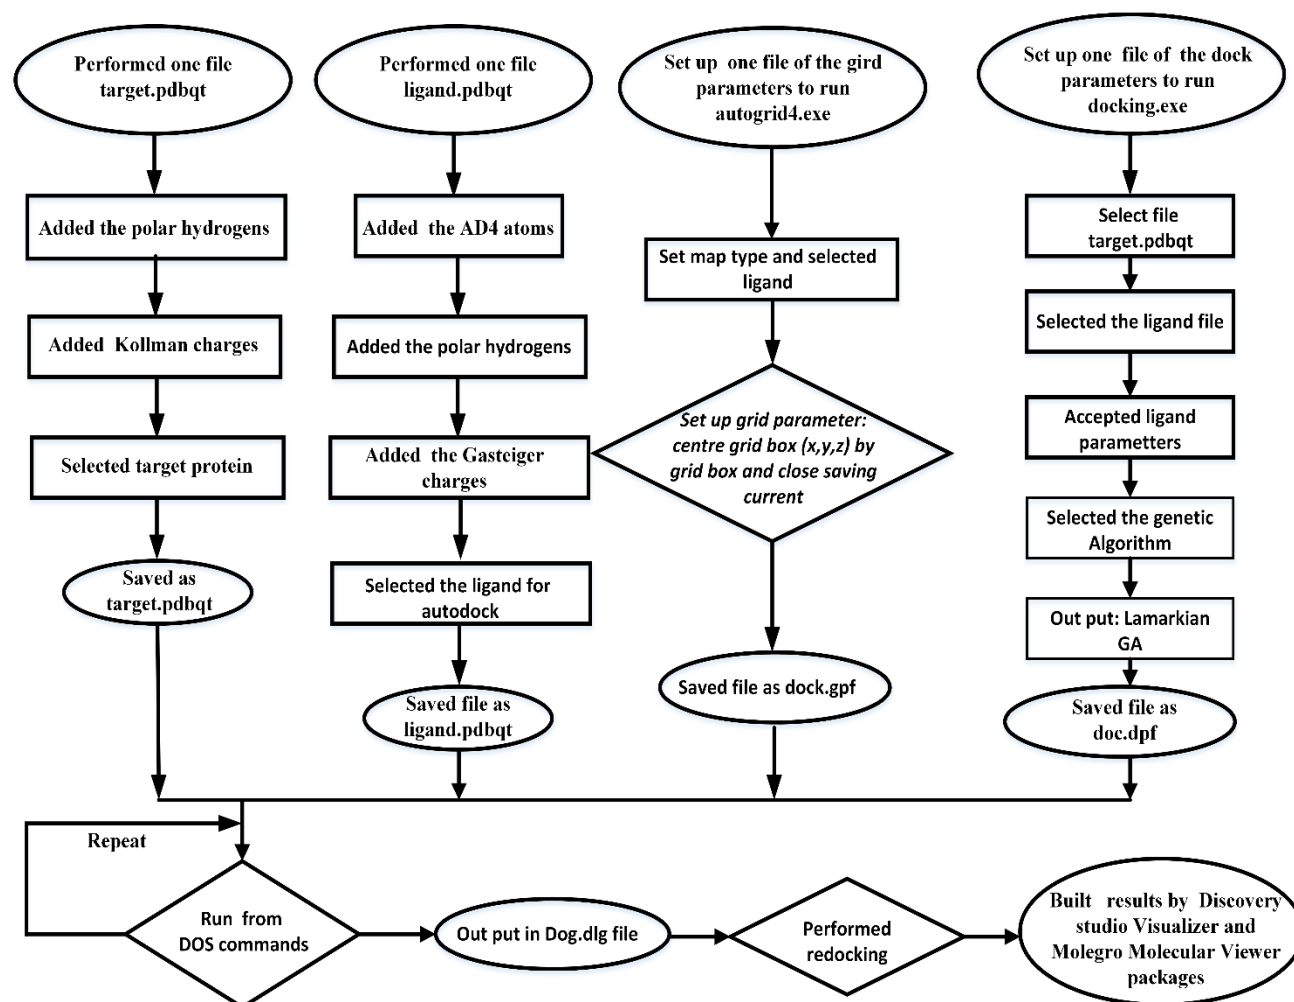 Performed one file
target.pdbqt
Added the polar hydrogens
Added Kollman charges
Selected target protein
Saved as
target.pdbqt
Performed one file
ligand.pdbqt
Added the AD4 atoms
Added the polar hydrogens
Added the Gasteiger
charges
Selected the ligand for
autodock
Saved file as
ligand.pdbqt
Set up one file of the gird
parameters to run
autogrid4.exe
Set map type and selected
ligand
Set up grid parameter:
centre grid box (x,y,z) by
grid box and close saving
current
Saved file as dock.gpf
Set up one file of the dock
parameters to run
docking.exe
Select file
target.pdbqt
Selected the ligand file
Accepted ligand
parametters
Selected the genetic
Algorithm
Out put: Lamarkian
GA
Saved file as
doc.dpf
Repeat
Run from
DOS commands
Out put in Dog.dlg file
Performed
redocking
Built results by Discovery
studio Visualizer and
Molegro Molecular Viewer
packages